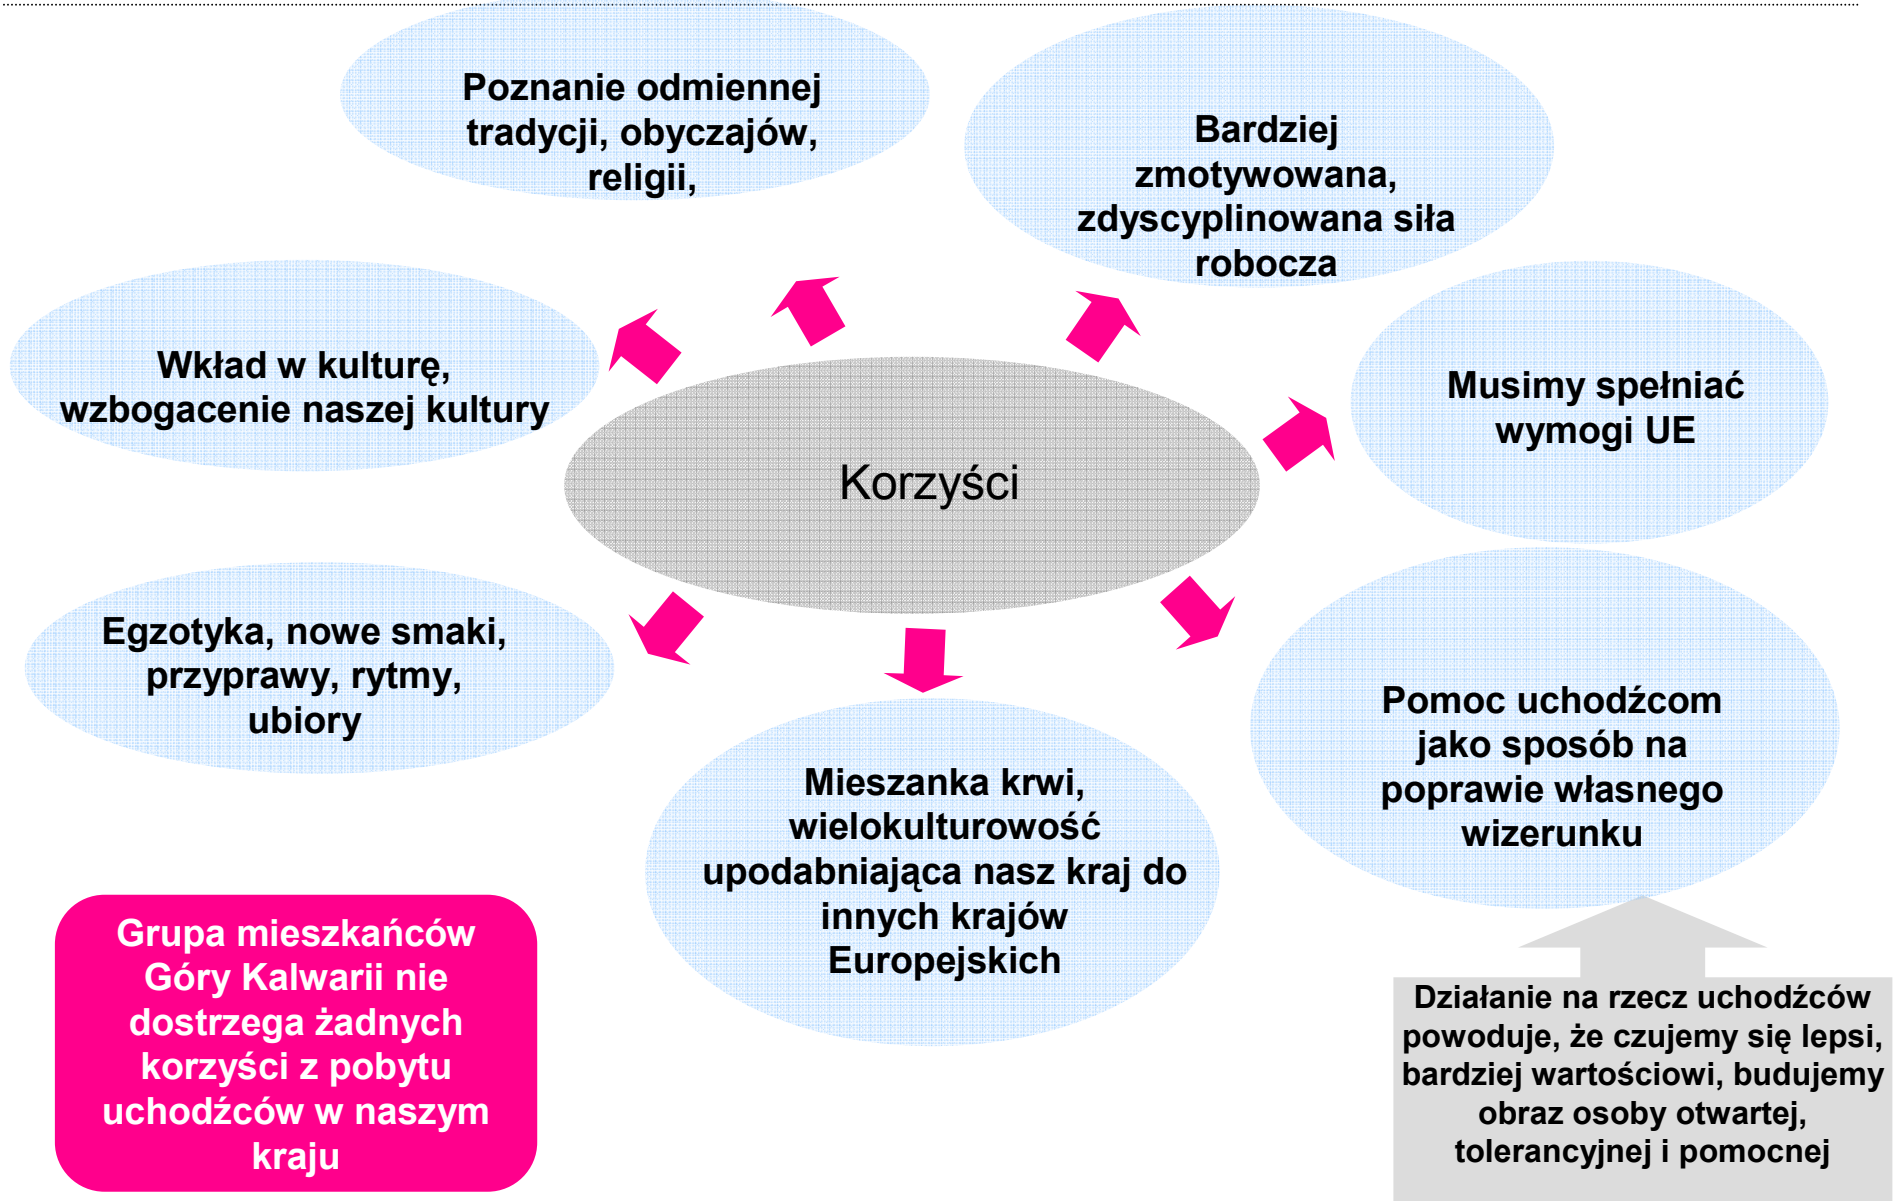 Poznanie odmiennej
tradycji, obyczajów,
religii,
Bardziej
zmotywowana,
zdyscyplinowana siła
robocza
Wkład w kulturę,
wzbogacenie naszej kultury
Musimy spełniać
wymogi UE
Korzyści
Egzotyka, nowe smaki,
przyprawy, rytmy,
ubiory
Pomoc uchodźcom
jako sposób na
poprawie własnego
wizerunku
Mieszanka krwi,
wielokulturowość
upodabniająca nasz kraj do
innych krajów
Europejskich
Grupa mieszkańców
Góry Kalwarii nie
dostrzega żadnych
korzyści z pobytu
uchodźców w naszym
kraju
Działanie na rzecz uchodźców
powoduje, że czujemy się lepsi,
bardziej wartościowi, budujemy
obraz osoby otwartej,
tolerancyjnej i pomocnej